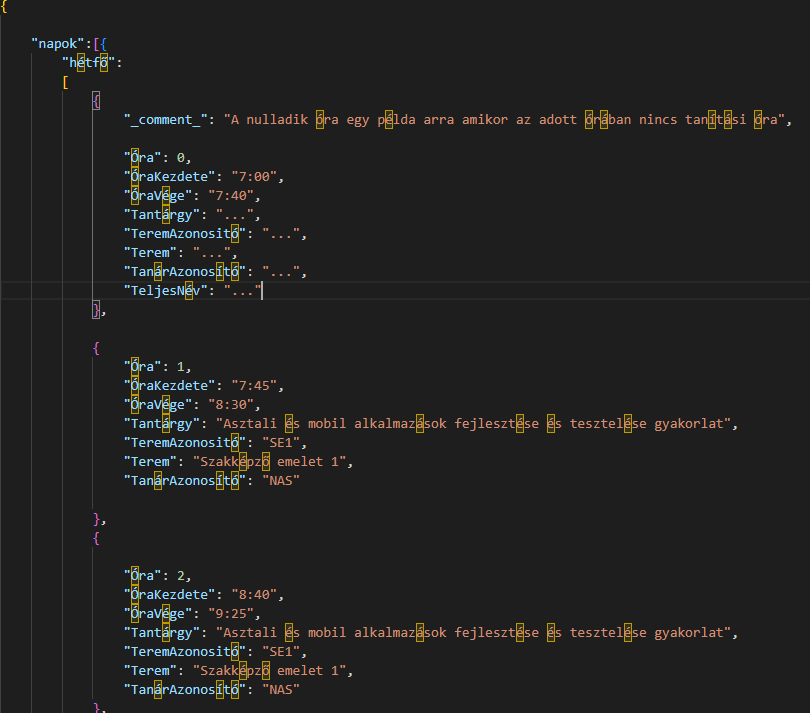 {
"napok":[{
"hétfő":
[
{
"_comment_": "A nulladik óra egy példa arra amikor az adott órában nincs tanítási óra",
"Óra": 0,
"ÓraKezdete": "7:00",
"ÓraVége": "7:40",
"Tantárgy": "...",
"TeremAzonositó": "...",
"Terem": "...",
"TanárAzonosító": "...",
"TeljesNév": "..."
},
{
"Óra": 1,
"ÓraKezdete": "7:45",
"ÓraVége": "8:30",
"Tantárgy": "Asztali és mobil alkalmazások fejlesztése és tesztelése gyakorlat",
"TeremAzonositó": "SE1",
"Terem": "Szakképző emelet 1",
"TanárAzonosító": "NAS"
},
{
"Óra": 2,
"ÓraKezdete": "8:40",
"ÓraVége": "9:25",
"Tantárgy": "Asztali és mobil alkalmazások fejlesztése és tesztelése gyakorlat",
"TeremAzonositó": "SE1",
"Terem": "Szakképző emelet 1",
"TanárAzonosító": "NAS"
},